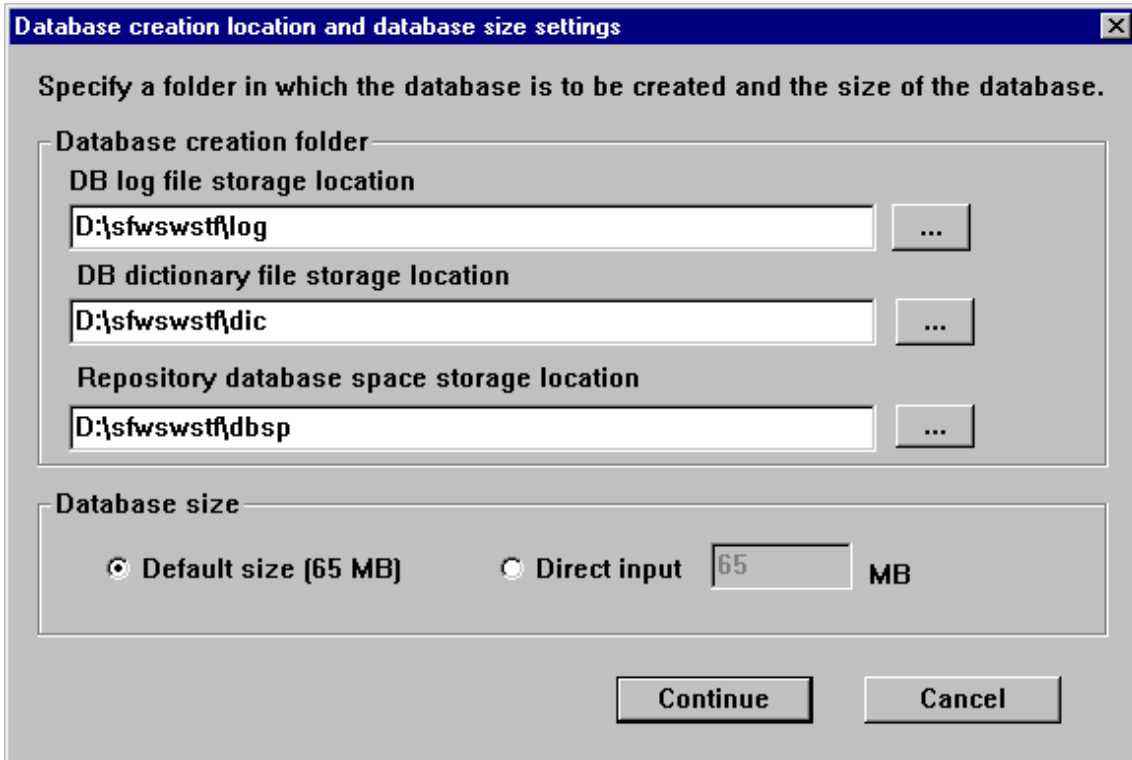 Database creation location and database size settings
Specify a folder in which the database is to be created and the size of the database.
Database creation folder
DB log file storage location
D:\sfwswstf\log
...
DB dictionary file storage location
D:\sfwswstf\dic
...
Repository database space storage location
D:\sfwswstf\dbsp
...
Database size
Default size (65 MB)
Direct input
65
MB
Continue
Cancel